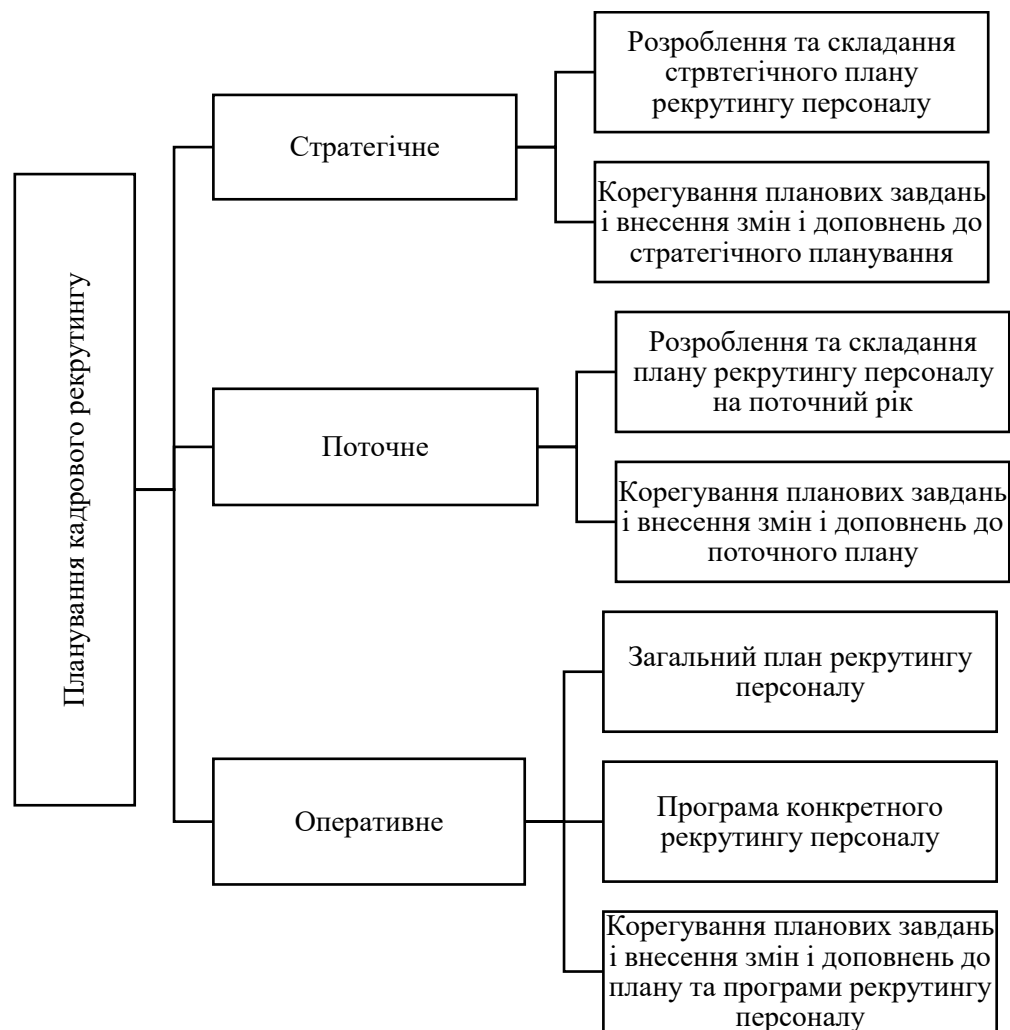 Планування кадрового рекрутингу
Стратегічне
Розроблення та складання
стрвтегічного плану
рекрутингу персоналу
Корегування планових завдань
і внесення змін і доповнень до
стратегічного планування
Поточне
Розроблення та складання
плану рекрутингу персоналу
на поточний рік
Корегування планових завдань
і внесення змін і доповнень до
поточного плану
Оперативне
Загальний план рекрутингу
персоналу
Програма конкретного
рекрутингу персоналу
Корегування планових завдань
і внесення змін і доповнень до
плану та програми рекрутингу
персоналу